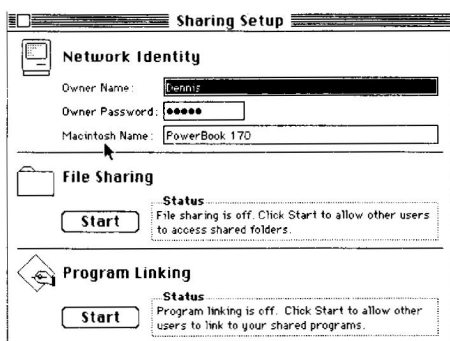 Sharing Setup
Network Identity
Owner Name: Dennis
Owner Password: •••••
Macintosh Name: PowerBook 170
File Sharing
Status
Start
File sharing is off. Click Start to allow other users
to access shared folders.
Program Linking
Status
Start
Program linking is off. Click Start to allow other
users to link to your shared programs.